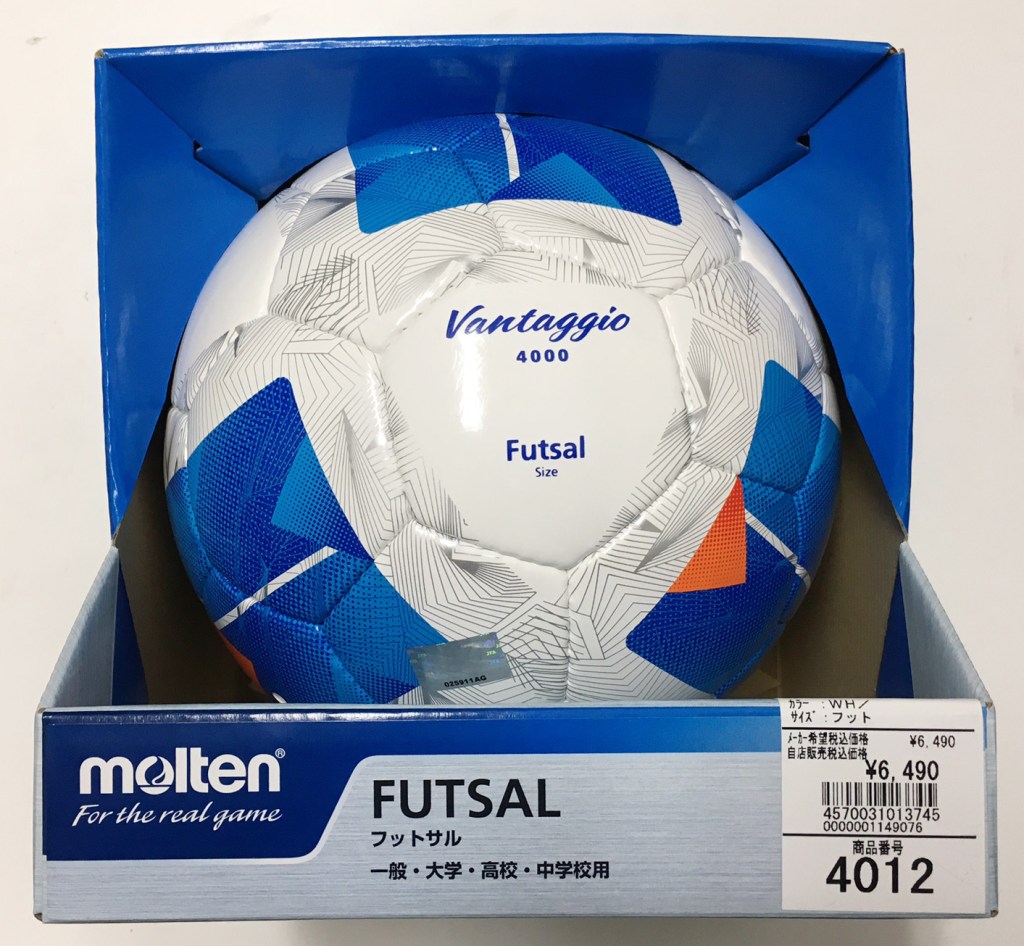 Vantaggio
4000
Futsal
Size
025911AG
molten®
For the real game
FUTSAL
フットサル
一般・大学・高校・中学校用
カラー :WH/
サイズ :フット
メーカー希望税込価格 ¥6,490
自店販売税込価格
¥6,490
4570031013745
0000001149076
商品番号
4012